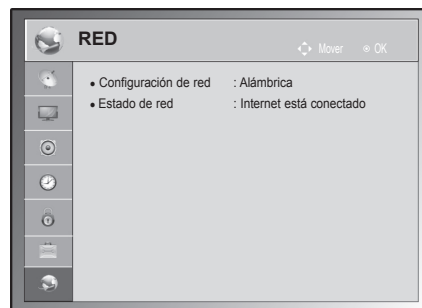 RED
Mover OK
• Configuración de red : Alámbrica
• Estado de red : Internet está conectado